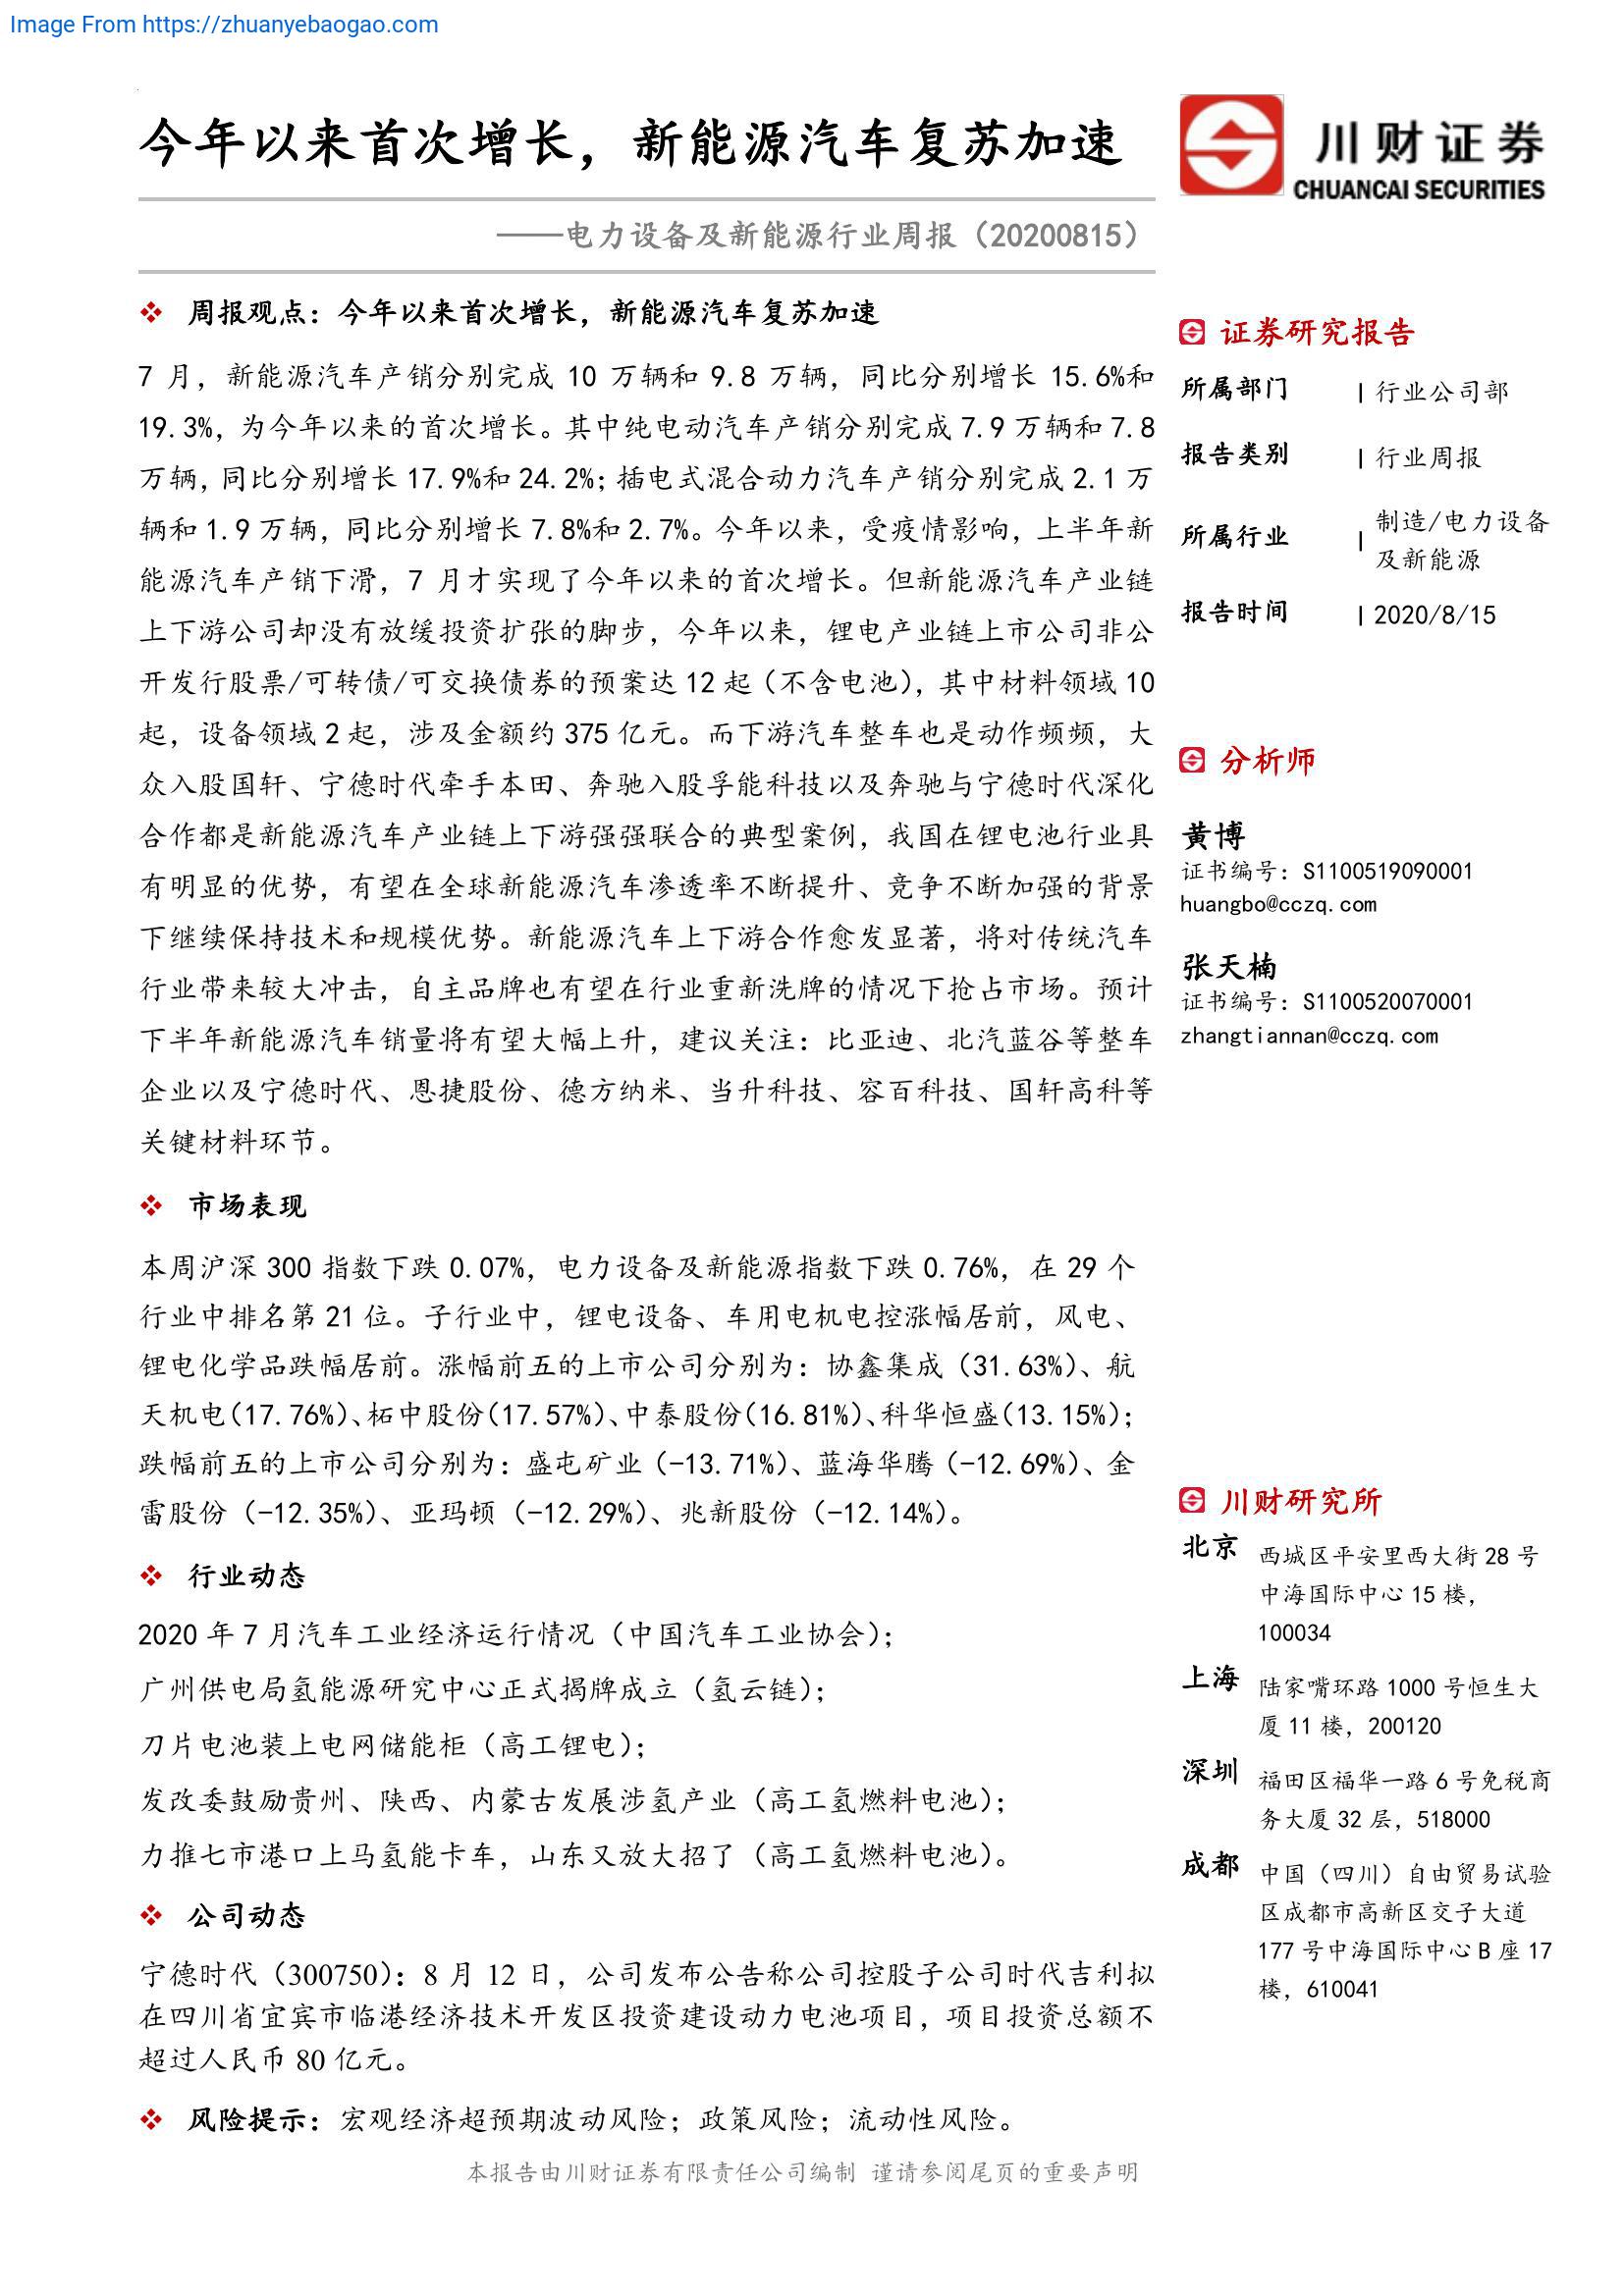 Image From https://zhuanyebaogao.com
今年以来首次增长，新能源汽车复苏加速
——电力设备及新能源行业周报（20200815）
川财证券
CHUANCAI SECURITIES
周报观点：今年以来首次增长，新能源汽车复苏加速
7 月，新能源汽车产销分别完成 10 万辆和 9.8 万辆，同比分别增长 15.6%和
19.3%，为今年以来的首次增长。其中纯电动汽车产销分别完成 7.9 万辆和 7.8
万辆，同比分别增长 17.9%和 24.2%；插电式混合动力汽车产销分别完成 2.1 万
辆和 1.9 万辆，同比分别增长 7.8%和 2.7%。今年以来，受疫情影响，上半年新
能源汽车产销下滑，7 月才实现了今年以来的首次增长。但新能源汽车产业链
上下游公司却没有放缓投资扩张的脚步，今年以来，锂电产业链上市公司非公
开发行股票/可转债/可交换债券的预案达 12 起（不含电池），其中材料领域 10
起，设备领域 2 起，涉及金额约 375 亿元。而下游汽车整车也是动作频频，大
众入股国轩、宁德时代牵手本田、奔驰入股孚能科技以及奔驰与宁德时代深化
合作都是新能源汽车产业链上下游强强联合的典型案例，我国在锂电池行业具
有明显的优势，有望在全球新能源汽车渗透率不断提升、竞争不断加强的背景
下继续保持技术和规模优势。新能源汽车上下游合作愈发显著，将对传统汽车
行业带来较大冲击，自主品牌也有望在行业重新洗牌的情况下抢占市场。预计
下半年新能源汽车销量将有望大幅上升，建议关注：比亚迪、北汽蓝谷等整车
企业以及宁德时代、恩捷股份、德方纳米、当升科技、容百科技、国轩高科等
关键材料环节。
市场表现
本周沪深 300 指数下跌 0.07%，电力设备及新能源指数下跌 0.76%，在 29 个
行业中排名第 21 位。子行业中，锂电设备、车用电机电控涨幅居前，风电、
锂电化学品跌幅居前。涨幅前五的上市公司分别为：协鑫集成（31.63%）、航
天机电（17.76%）、柘中股份（17.57%）、中泰股份（16.81%）、科华恒盛（13.15%）；
跌幅前五的上市公司分别为：盛屯矿业（-13.71%）、蓝海华腾（-12.69%）、金
雷股份（-12.35%）、亚玛顿（-12.29%）、兆新股份（-12.14%）。
行业动态
2020 年 7 月汽车工业经济运行情况（中国汽车工业协会）；
广州供电局氢能源研究中心正式揭牌成立（氢云链）；
刀片电池装上电网储能柜（高工锂电）；
发改委鼓励贵州、陕西、内蒙古发展涉氢产业（高工氢燃料电池）；
力推七市港口上马氢能卡车，山东又放大招了（高工氢燃料电池）。
公司动态
宁德时代（300750）：8 月 12 日，公司发布公告称公司控股子公司时代吉利拟
在四川省宜宾市临港经济技术开发区投资建设动力电池项目，项目投资总额不
超过人民币 80 亿元。
风险提示：宏观经济超预期波动风险；政策风险；流动性风险。
证券研究报告
所属部门 | 行业公司部
报告类别 | 行业周报
所属行业 | 制造/电力设备
及新能源
报告时间 | 2020/8/15
分析师
黄博
证书编号：S1100519090001
huangbo@cczq.com
张天楠
证书编号：S1100520070001
zhangtiannan@cczq.com
川财研究所
北京 西城区平安里西大街 28 号
中海国际中心 15 楼，
100034
上海 陆家嘴环路 1000 号恒生大
厦 11 楼，200120
深圳 福田区福华一路 6 号免税商
务大厦 32 层，518000
成都 中国（四川）自由贸易试验
区成都市高新区交子大道
177 号中海国际中心 B 座 17
楼，610041
本报告由川财证券有限责任公司编制 谨请参阅尾页的重要声明